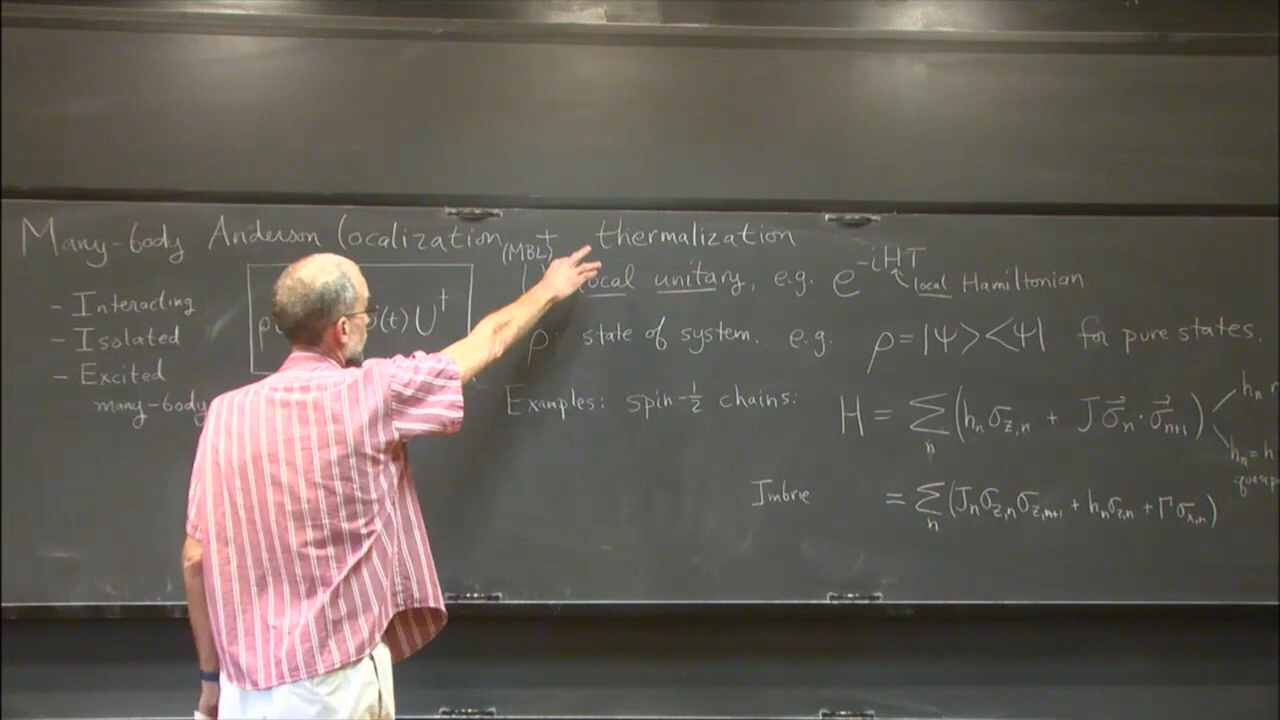 Many-body Anderson localization + thermalization
(MBL)
- Interacting
- Isolated
- Excited
many-body
ρ(t) U†
local unitary, e.g. e^{-iHT}
local Hamiltonian
ρ state of system. e.g. ρ = |Ψ><Ψ| for pure states.
Examples: spin-½ chains: H = Σ_n (h_n σ_{z,n} + J σ⃗_n · σ⃗_{n+1})
h_n
h_n = h
Imbrie = Σ_n (J_n σ_{z,n} σ_{z,n+1} + h_n σ_{z,n} + Γ σ_{x,n})